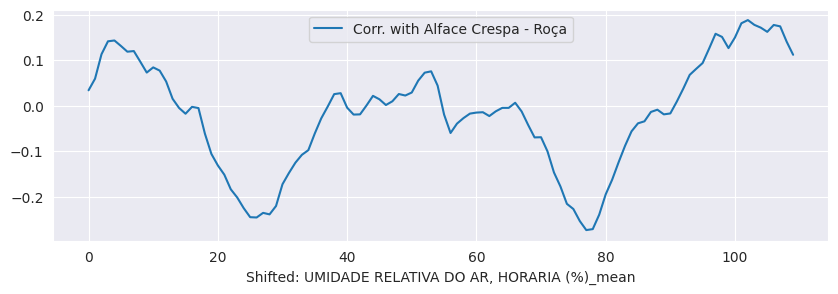 0.2
0.1
0.0
−0.1
−0.2
Corr. with Alface Crespa - Roça
0 20 40 60 80 100
Shifted: UMIDADE RELATIVA DO AR, HORARIA (%)_mean